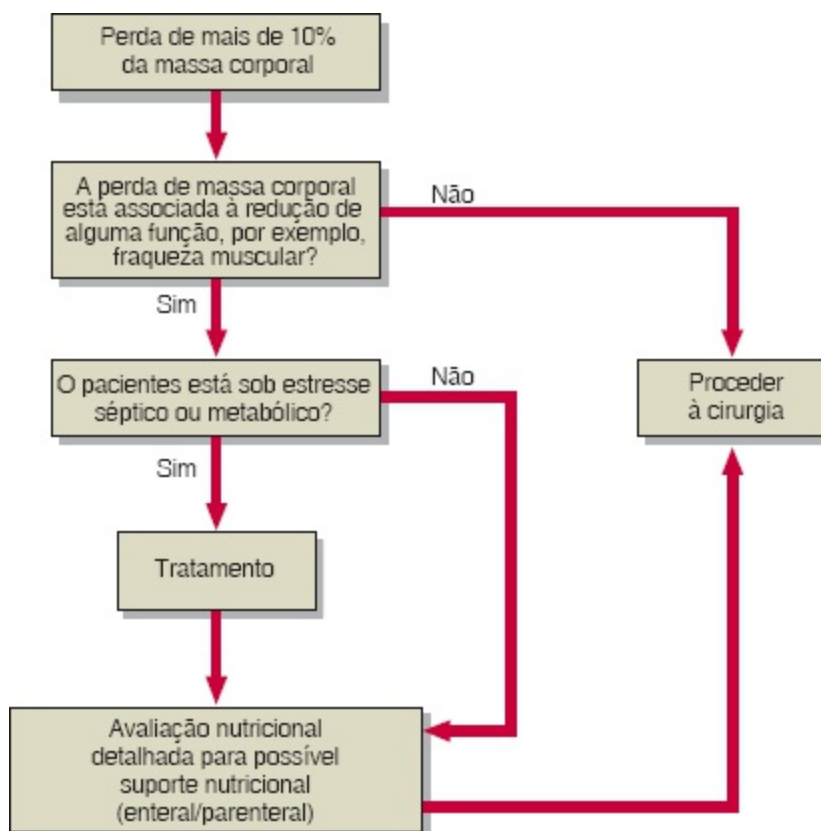 Perda de mais de 10%
da massa corporal
A perda de massa corporal
está associada à redução de
alguma função, por exemplo,
fraqueza muscular?
Não
Sim
O pacientes está sob estresse
séptico ou metabólico?
Não
Proceder
à cirurgia
Sim
Tratamento
Avaliação nutricional
detalhada para possível
suporte nutricional
(enteral/parenteral)